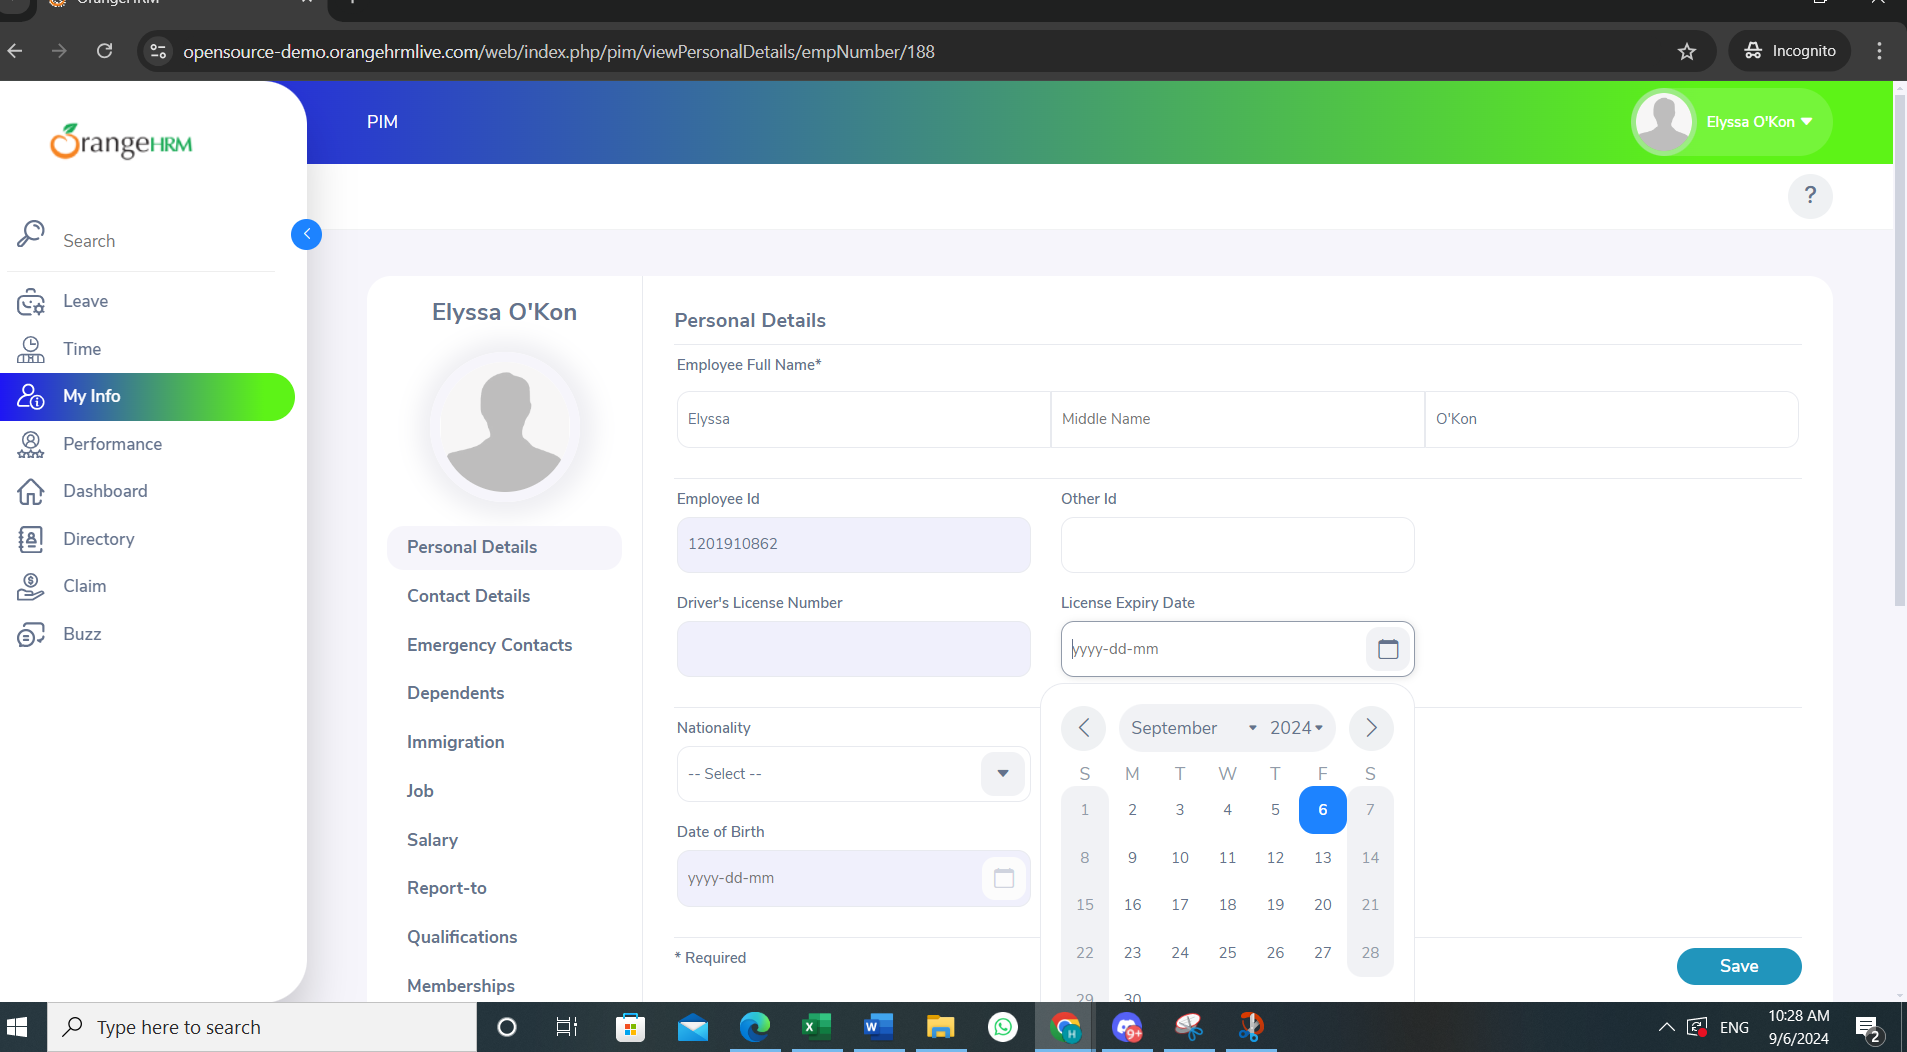 OrangeHRM
opensource-demo.orangehrmlive.com/web/index.php/pim/viewPersonalDetails/empNumber/188
Incognito
OrangeHRM
PIM
Elyssa O'Kon
?
Search
Leave
Time
My Info
Performance
Dashboard
Directory
Claim
Buzz
Elyssa O'Kon
Personal Details
Contact Details
Emergency Contacts
Dependents
Immigration
Job
Salary
Report-to
Qualifications
Memberships
Personal Details
Employee Full Name*
Elyssa Middle Name O'Kon
Employee Id Other Id
1201910862
Driver's License Number License Expiry Date
yyyy-dd-mm
Nationality
-- Select --
Date of Birth
yyyy-dd-mm
* Required
September 2024
S M T W T F S
1 2 3 4 5 6 7
8 9 10 11 12 13 14
15 16 17 18 19 20 21
22 23 24 25 26 27 28
29 30
Save
Type here to search
H
9+
ENG
10:28 AM
9/6/2024
2